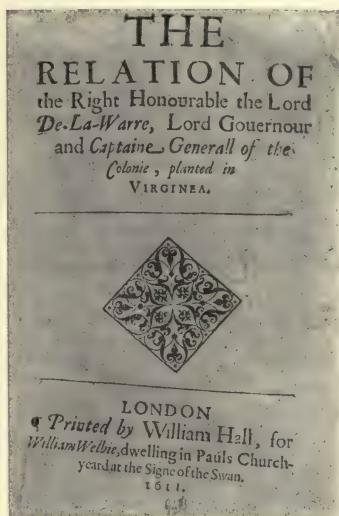 THE
RELATION OF
the Right Honourable the Lord
De-La-Warre, Lord Gouernour
and Captaine Generall of the
Colonie, planted in
VIRGINEA.
LONDON
¶ Printed by William Hall, for
William Welbie, dwelling in Pauls Church-
yeard at the Signe of the Swan.
1611.